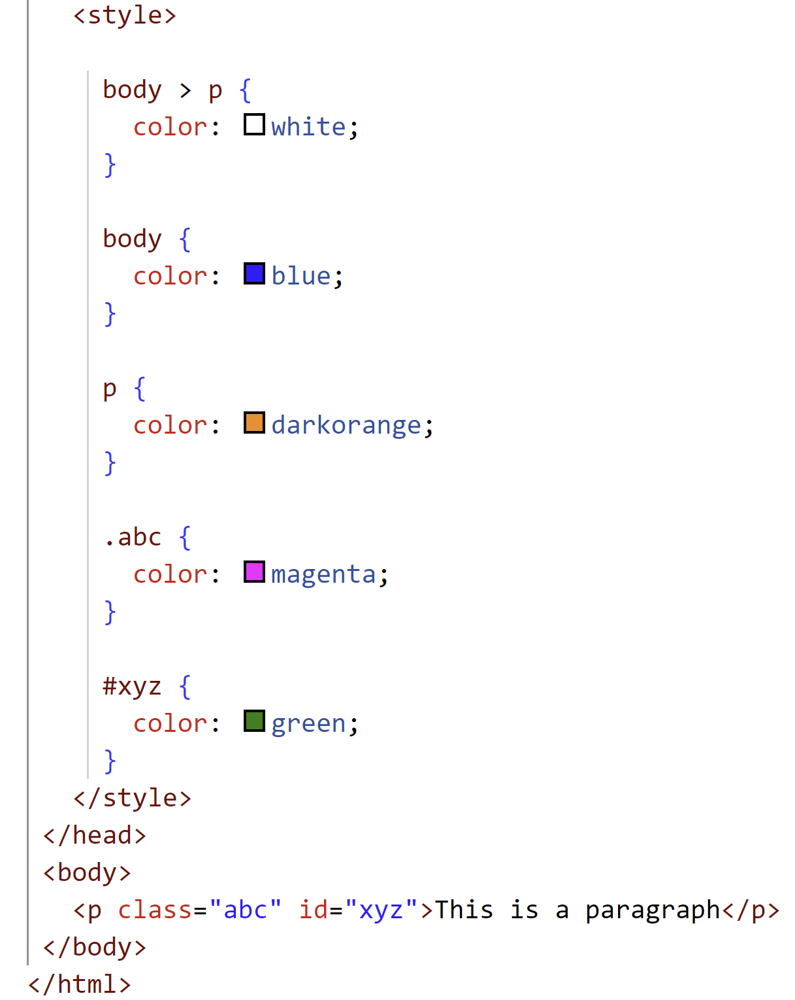 <style>
body > p {
color: white;
}
body {
color: blue;
}
p {
color: darkorange;
}
.abc {
color: magenta;
}
#xyz {
color: green;
}
</style>
</head>
<body>
<p class="abc" id="xyz">This is a paragraph</p>
</body>
</html>